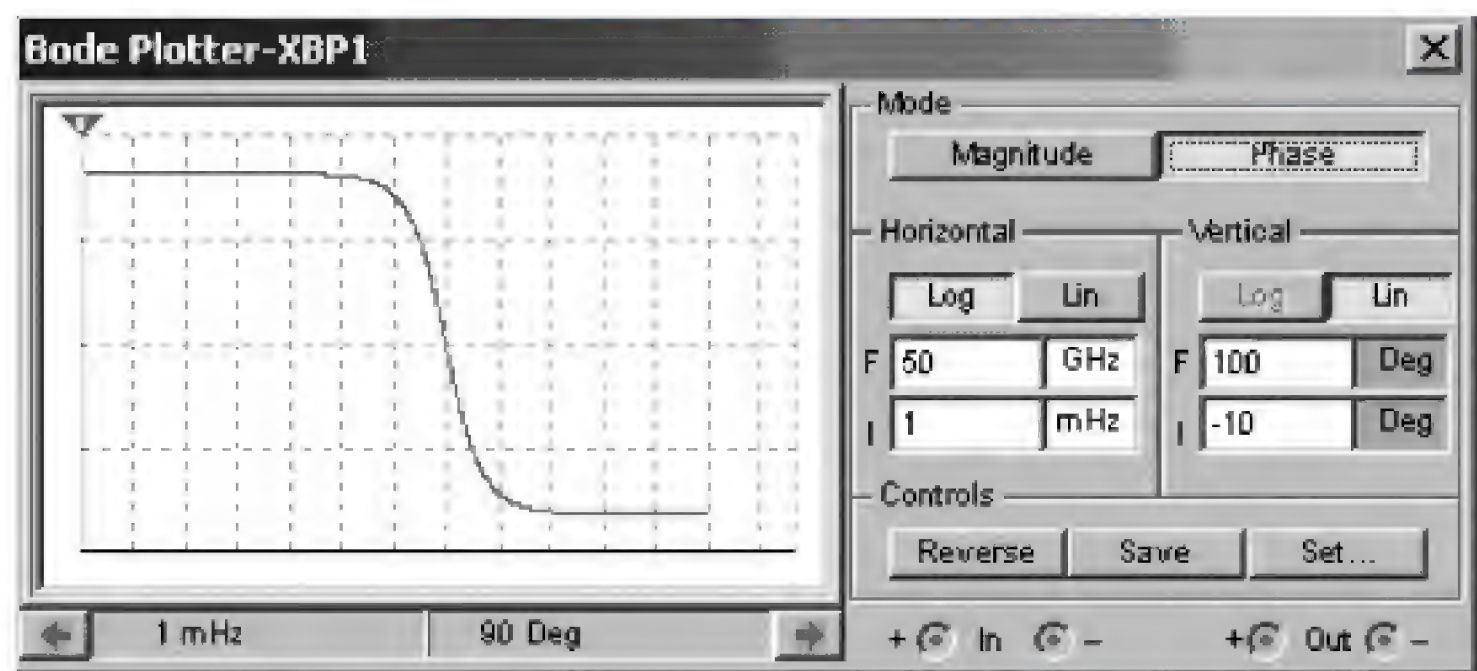 Bode Plotter-XBP1
Mode
Magnitude Phase
Horizontal Vertical
Log Lin Log Lin
F 50 GHz F 100 Deg
I 1 mHz I -10 Deg
Controls
Reverse Save Set...
1 mHz 90 Deg + In - + Out -